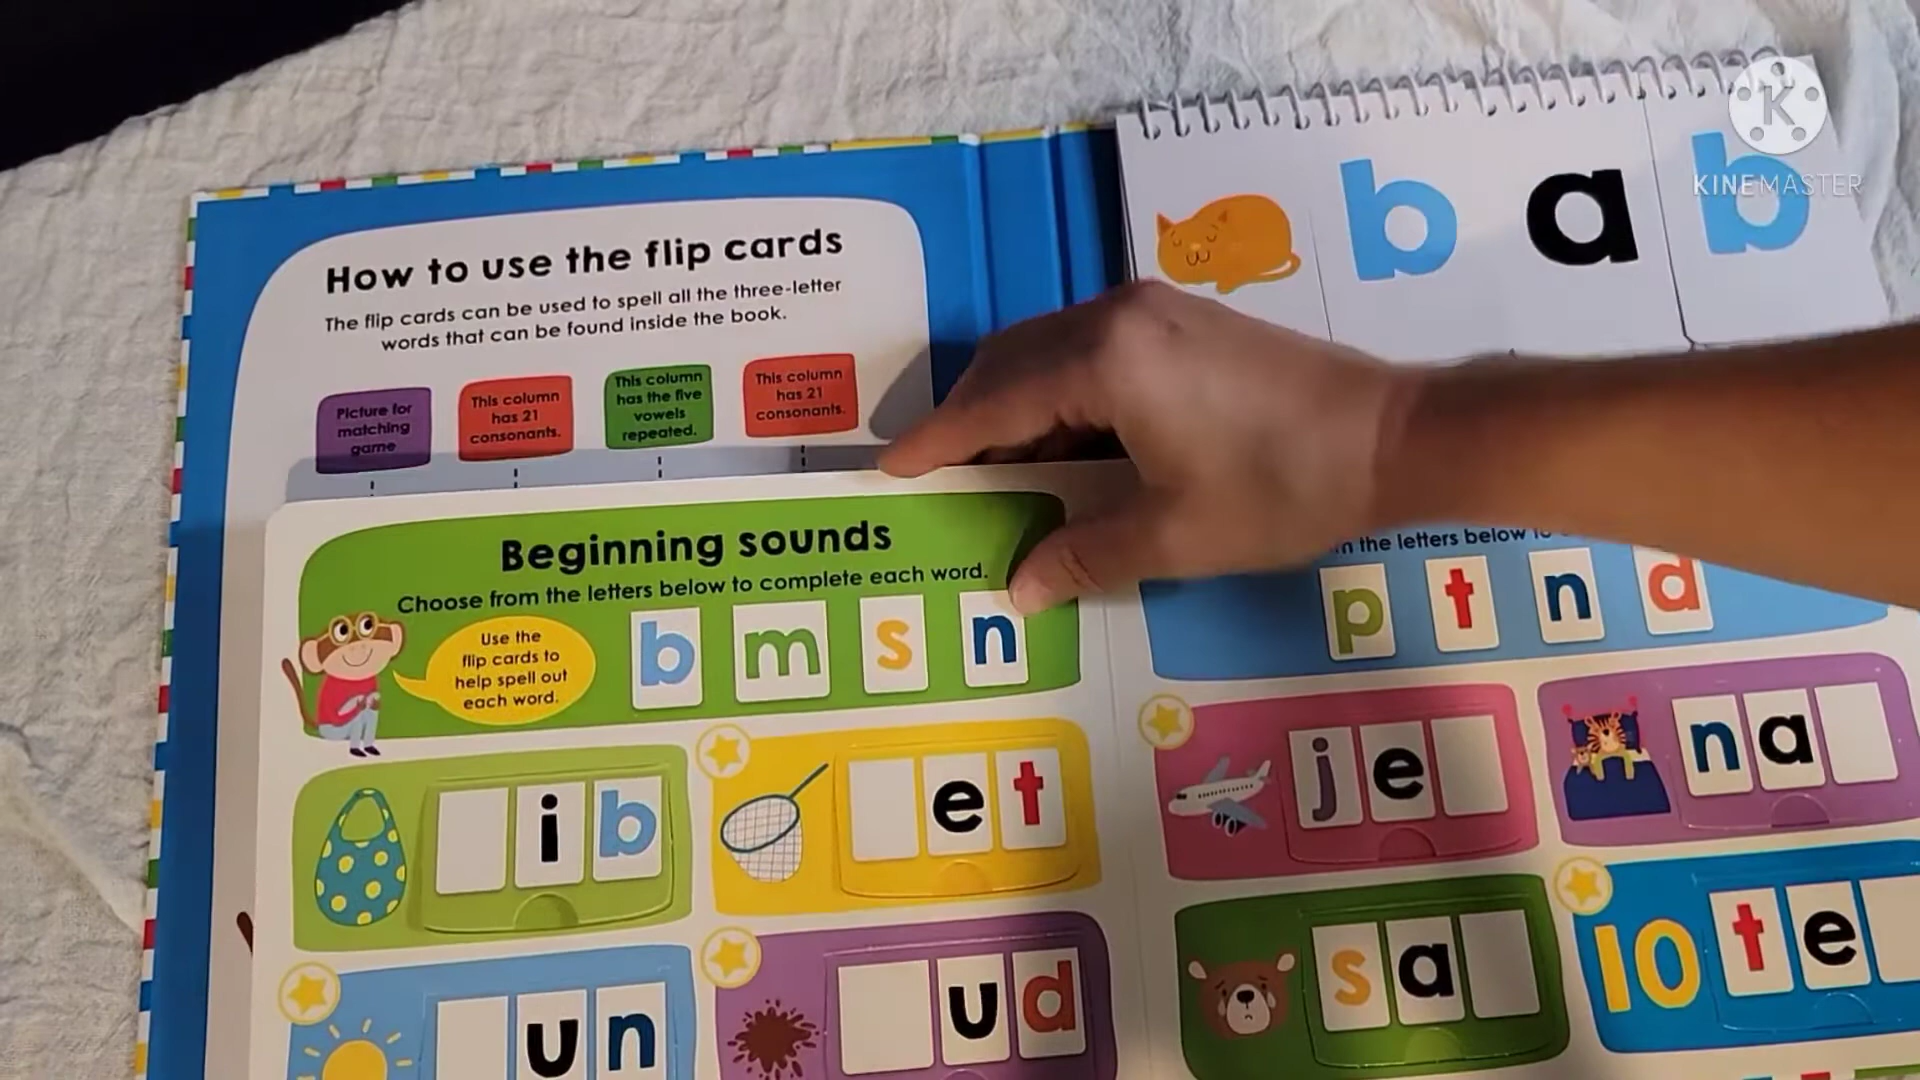 KINEMASTER
b a b
How to use the flip cards
The flip cards can be used to spell all the three-letter
words that can be found inside the book.
Picture for
matching
game
This column
has 21
consonants.
This column
has the five
vowels
repeated.
This column
has 21
consonants.
Beginning sounds
Choose from the letters below to complete each word.
Use the
flip cards to
help spell out
each word.
b m s n
i b
e t
u n
u d
the letters below
p t n d
j e
n a
s a
10 t e